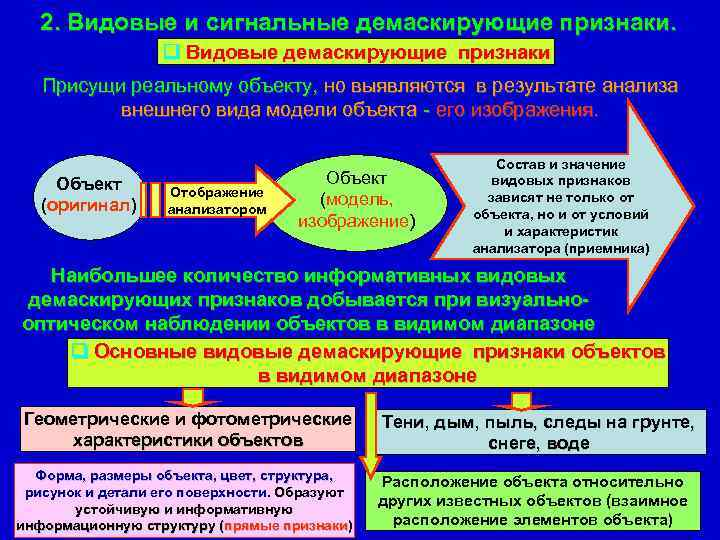 2. Видовые и сигнальные демаскирующие признаки.
Видовые демаскирующие признаки
Присущи реальному объекту, но выявляются в результате анализа
внешнего вида модели объекта - его изображения.
Объект
(оригинал)
Отображение
анализатором
Объект
(модель,
изображение)
Состав и значение
видовых признаков
зависят не только от
объекта, но и от условий
и характеристик
анализатора (приемника)
Наибольшее количество информативных видовых
демаскирующих признаков добывается при визуально-
оптическом наблюдении объектов в видимом диапазоне
Основные видовые демаскирующие признаки объектов
в видимом диапазоне
Геометрические и фотометрические
характеристики объектов
Тени, дым, пыль, следы на грунте,
снеге, воде
Форма, размеры объекта, цвет, структура,
рисунок и детали его поверхности. Образуют
устойчивую и информативную
информационную структуру (прямые признаки)
Расположение объекта относительно
других известных объектов (взаимное
расположение элементов объекта)